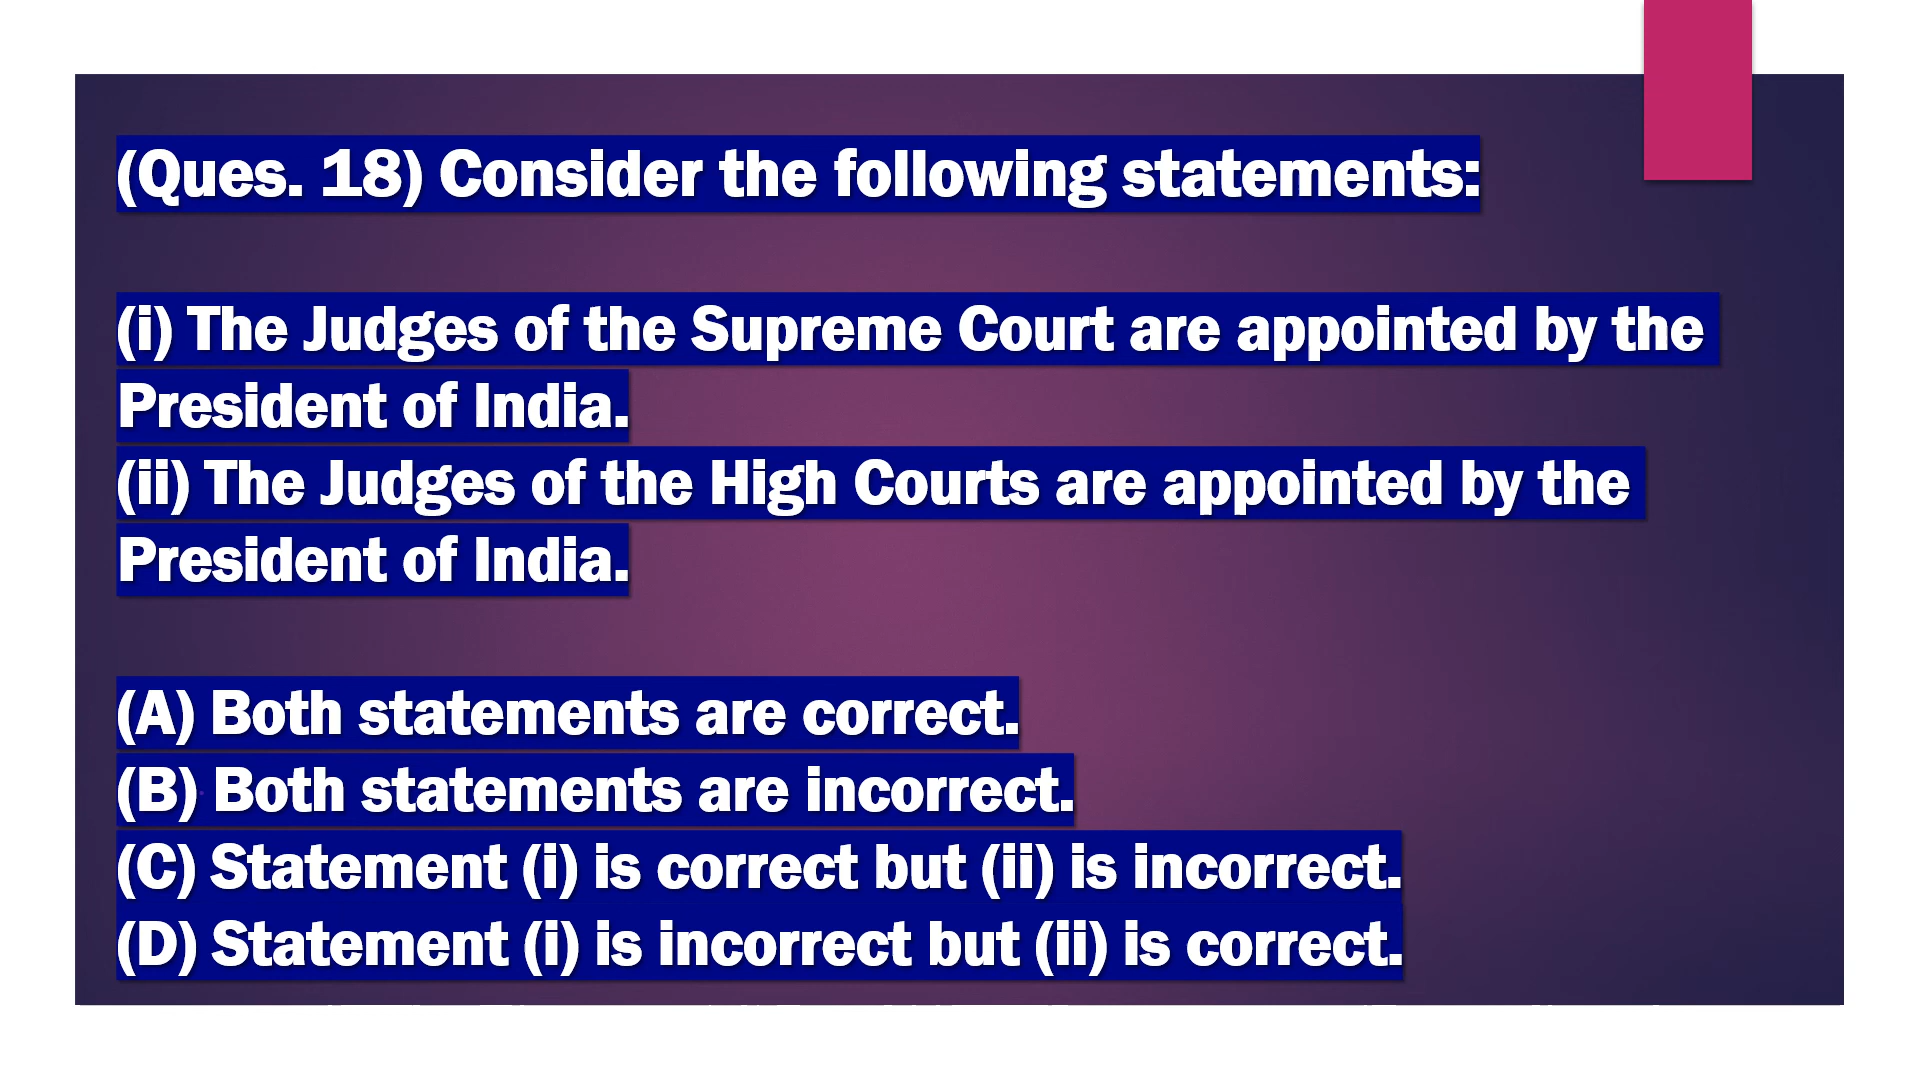 (Ques. 18) Consider the following statements:
(i) The Judges of the Supreme Court are appointed by the
President of India.
(ii) The Judges of the High Courts are appointed by the
President of India.
(A) Both statements are correct.
(B) Both statements are incorrect.
(C) Statement (i) is correct but (ii) is incorrect.
(D) Statement (i) is incorrect but (ii) is correct.